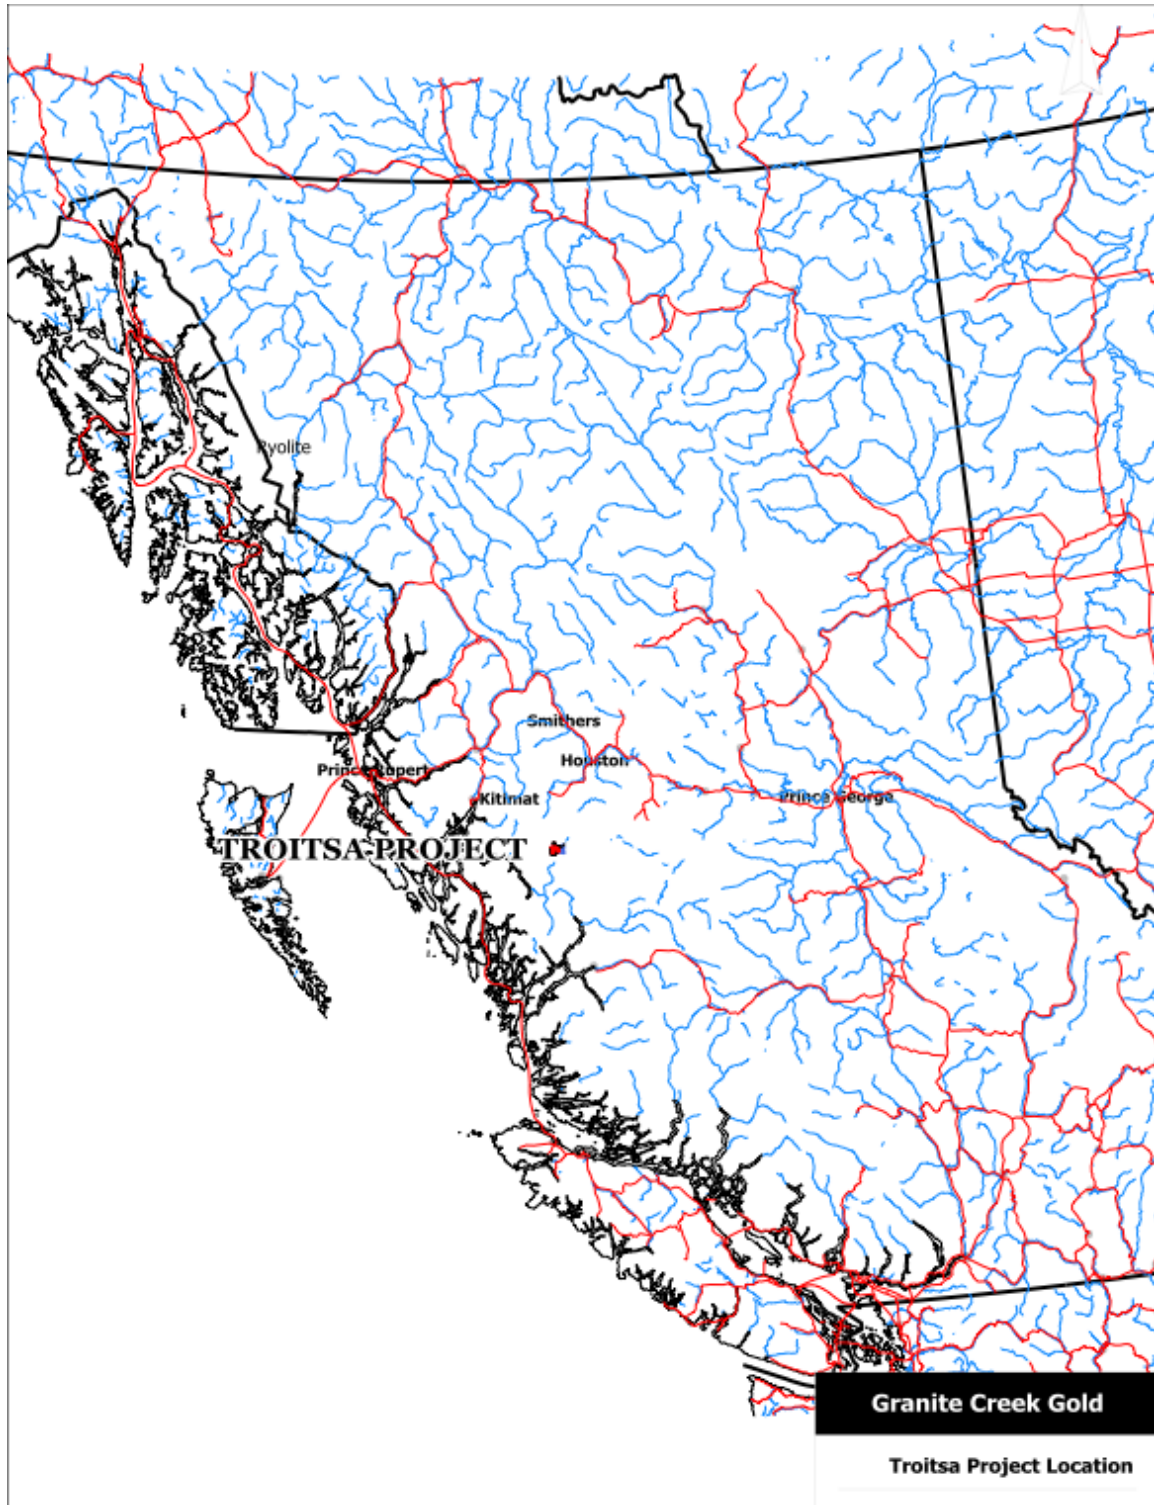 Ryolite
Smithers
Houston
Prince Rupert
Kitimat
Prince George
TROITSA PROJECT
Granite Creek Gold
Troitsa Project Location